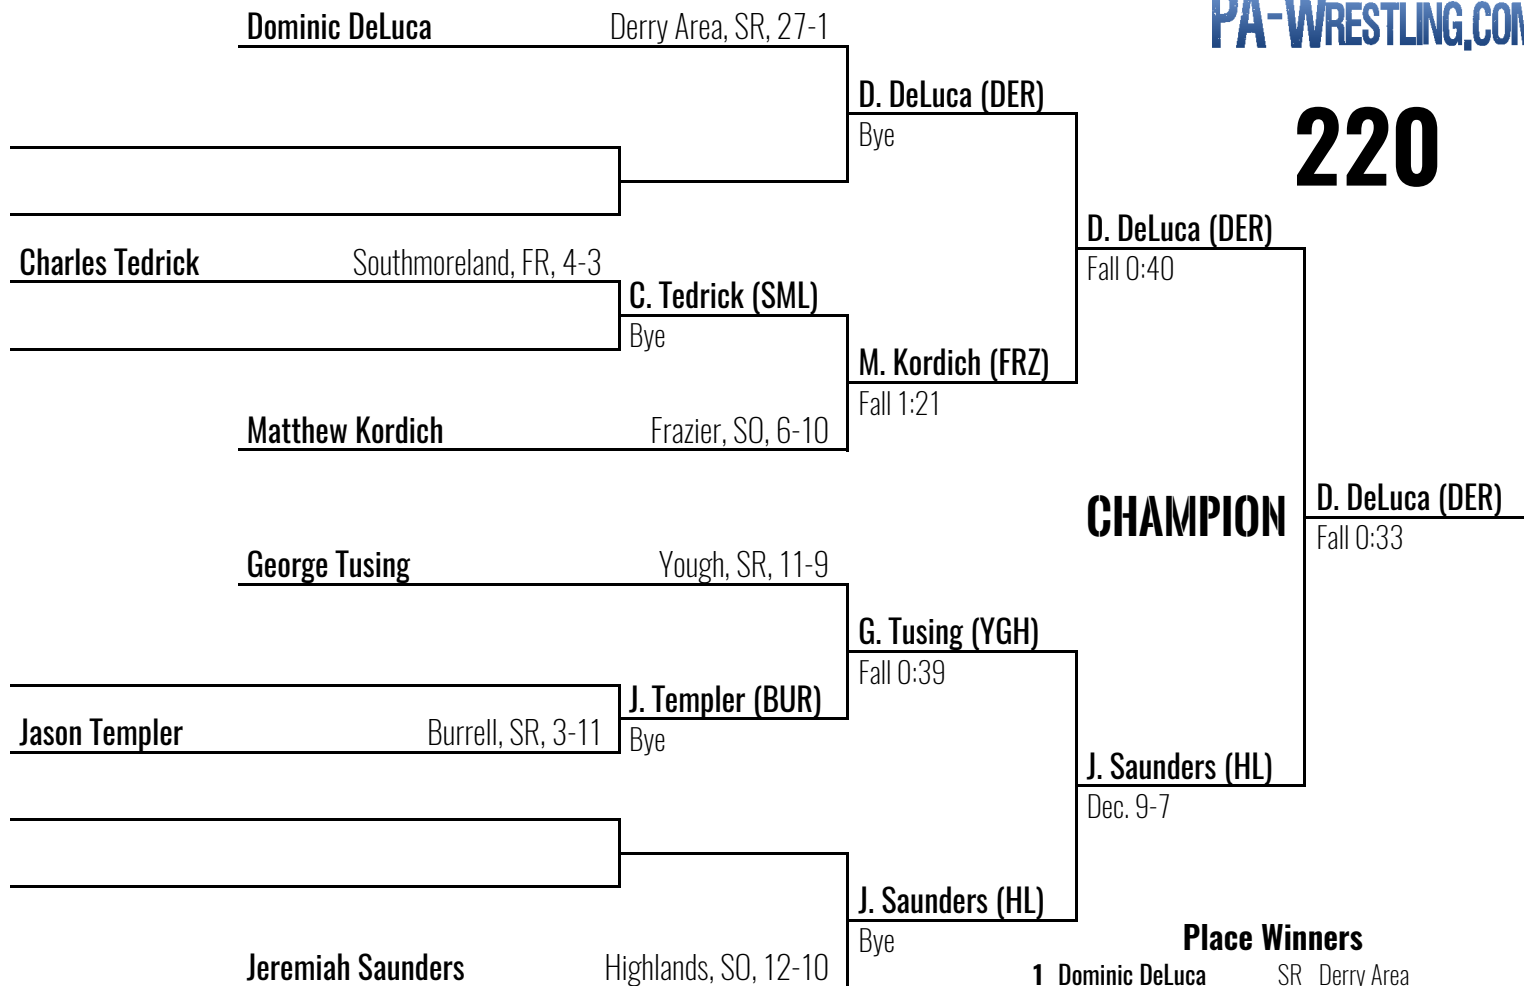 PA-WRESTLING.COM
220
Dominic DeLuca Derry Area, SR, 27-1
D. DeLuca (DER)
Bye
D. DeLuca (DER)
Fall 0:40
Charles Tedrick Southmoreland, FR, 4-3
C. Tedrick (SML)
Bye
M. Kordich (FRZ)
Fall 1:21
Matthew Kordich Frazier, SO, 6-10
CHAMPION
D. DeLuca (DER)
Fall 0:33
George Tusing Yough, SR, 11-9
G. Tusing (YGH)
Fall 0:39
J. Templer (BUR)
Bye
Jason Templer Burrell, SR, 3-11
J. Saunders (HL)
Dec. 9-7
J. Saunders (HL)
Bye
Jeremiah Saunders Highlands, SO, 12-10
Place Winners
1 Dominic DeLuca SR Derry Area